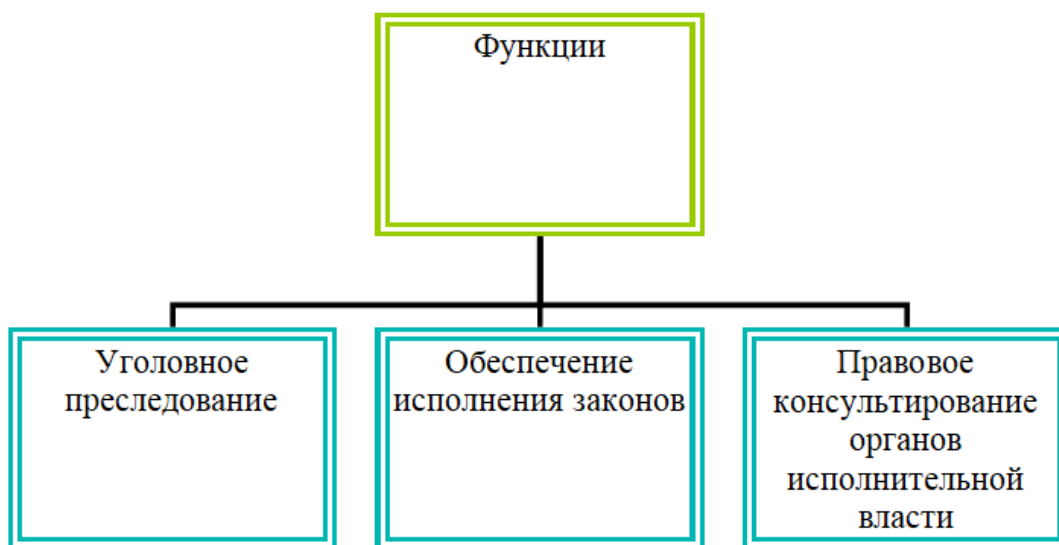 Функции
Уголовное
преследование
Обеспечение
исполнения законов
Правовое
консультирование
органов
исполнительной
власти